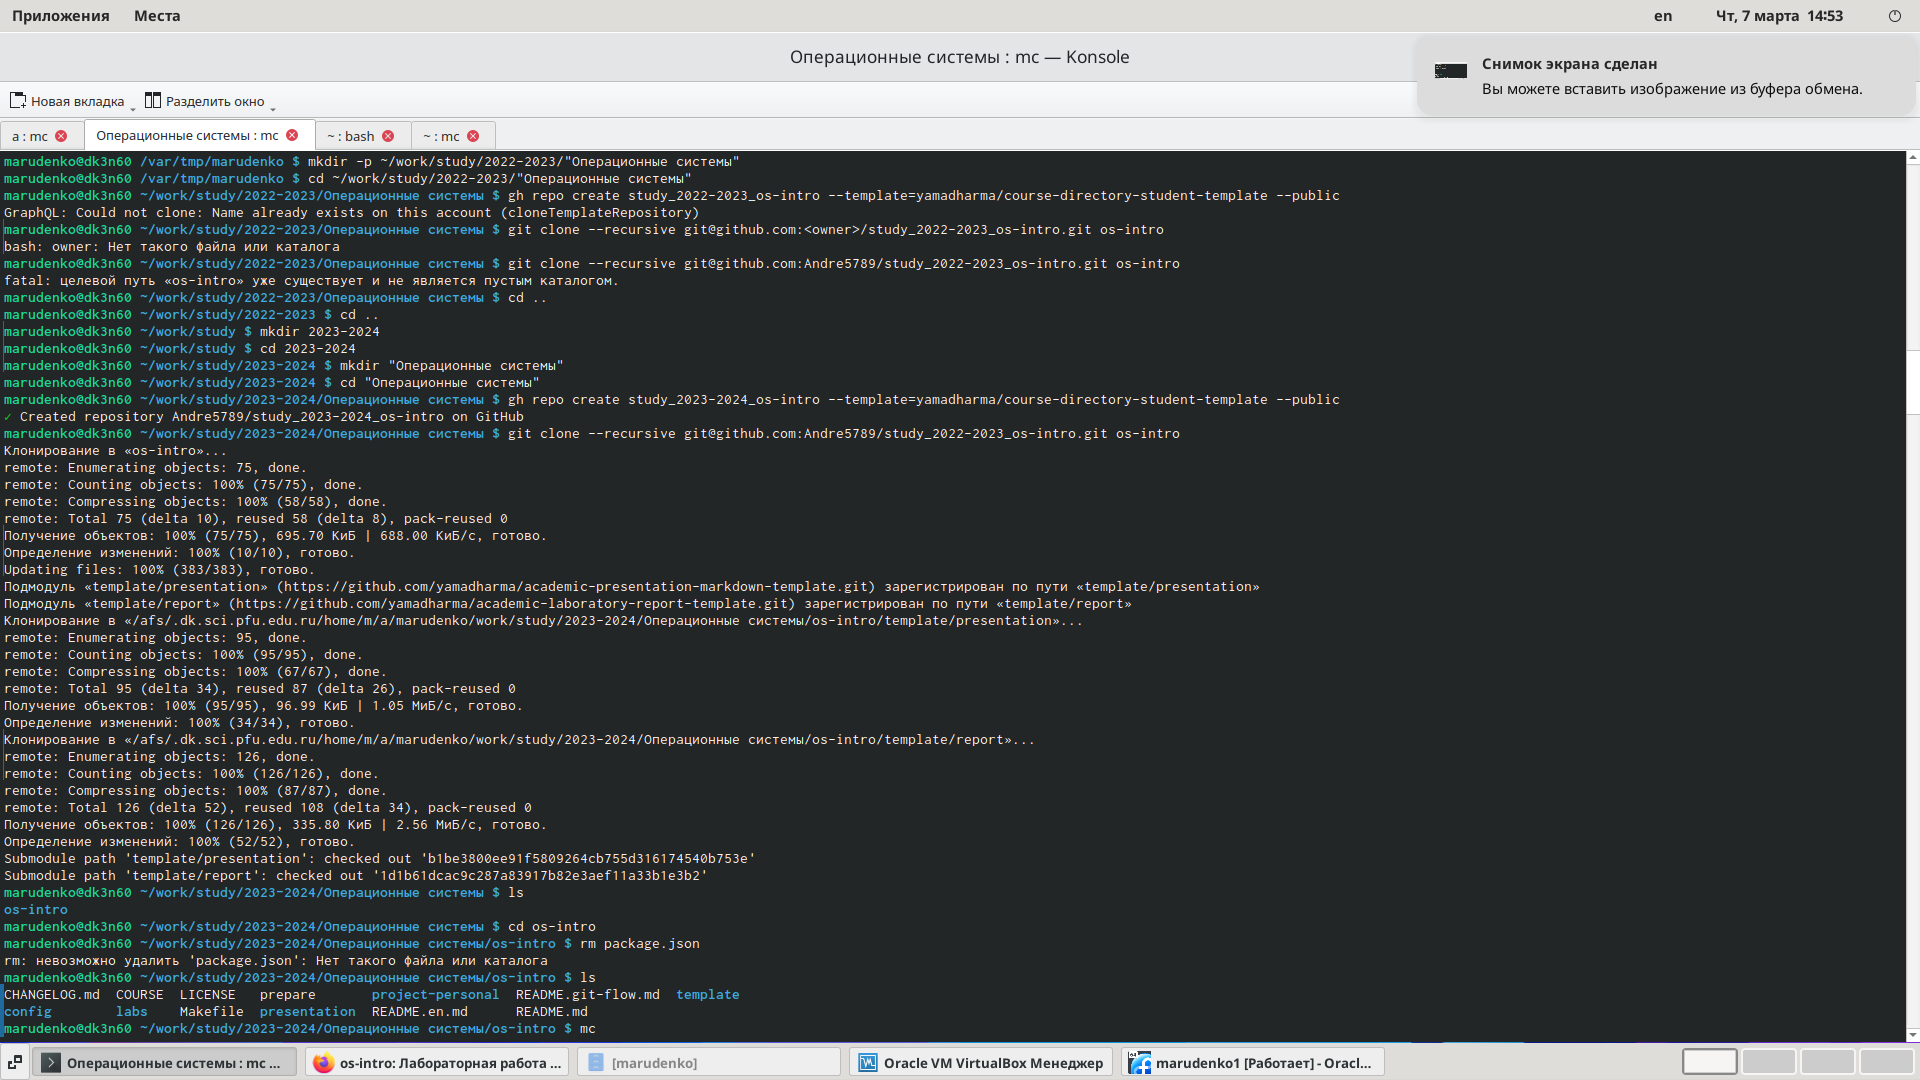 Приложения Места en Чт, 7 марта 14:53
Операционные системы : mc — Konsole
Снимок экрана сделан
Вы можете вставить изображение из буфера обмена.
Новая вкладка Разделить окно
a : mc Операционные системы : mc ~ : bash ~ : mc
marudenko@dk3n60 /var/tmp/marudenko $ mkdir -p ~/work/study/2022-2023/"Операционные системы"
marudenko@dk3n60 /var/tmp/marudenko $ cd ~/work/study/2022-2023/"Операционные системы"
marudenko@dk3n60 ~/work/study/2022-2023/Операционные системы $ gh repo create study_2022-2023_os-intro --template=yamadharma/course-directory-student-template --public
GraphQL: Could not clone: Name already exists on this account (cloneTemplateRepository)
marudenko@dk3n60 ~/work/study/2022-2023/Операционные системы $ git clone --recursive git@github.com:<owner>/study_2022-2023_os-intro.git os-intro
bash: owner: Нет такого файла или каталога
marudenko@dk3n60 ~/work/study/2022-2023/Операционные системы $ git clone --recursive git@github.com:Andre5789/study_2022-2023_os-intro.git os-intro
fatal: целевой путь «os-intro» уже существует и не является пустым каталогом.
marudenko@dk3n60 ~/work/study/2022-2023/Операционные системы $ cd ..
marudenko@dk3n60 ~/work/study/2022-2023 $ cd ..
marudenko@dk3n60 ~/work/study $ mkdir 2023-2024
marudenko@dk3n60 ~/work/study $ cd 2023-2024
marudenko@dk3n60 ~/work/study/2023-2024 $ mkdir "Операционные системы"
marudenko@dk3n60 ~/work/study/2023-2024 $ cd "Операционные системы"
marudenko@dk3n60 ~/work/study/2023-2024/Операционные системы $ gh repo create study_2023-2024_os-intro --template=yamadharma/course-directory-student-template --public
✓ Created repository Andre5789/study_2023-2024_os-intro on GitHub
marudenko@dk3n60 ~/work/study/2023-2024/Операционные системы $ git clone --recursive git@github.com:Andre5789/study_2022-2023_os-intro.git os-intro
Клонирование в «os-intro»...
remote: Enumerating objects: 75, done.
remote: Counting objects: 100% (75/75), done.
remote: Compressing objects: 100% (58/58), done.
remote: Total 75 (delta 10), reused 58 (delta 8), pack-reused 0
Получение объектов: 100% (75/75), 695.70 КиБ | 688.00 КиБ/с, готово.
Определение изменений: 100% (10/10), готово.
Updating files: 100% (383/383), готово.
Подмодуль «template/presentation» (https://github.com/yamadharma/academic-presentation-markdown-template.git) зарегистрирован по пути «template/presentation»
Подмодуль «template/report» (https://github.com/yamadharma/academic-laboratory-report-template.git) зарегистрирован по пути «template/report»
Клонирование в «/afs/.dk.sci.pfu.edu.ru/home/m/a/marudenko/work/study/2023-2024/Операционные системы/os-intro/template/presentation»...
remote: Enumerating objects: 95, done.
remote: Counting objects: 100% (95/95), done.
remote: Compressing objects: 100% (67/67), done.
remote: Total 95 (delta 34), reused 87 (delta 26), pack-reused 0
Получение объектов: 100% (95/95), 96.99 КиБ | 1.05 МиБ/с, готово.
Определение изменений: 100% (34/34), готово.
Клонирование в «/afs/.dk.sci.pfu.edu.ru/home/m/a/marudenko/work/study/2023-2024/Операционные системы/os-intro/template/report»...
remote: Enumerating objects: 126, done.
remote: Counting objects: 100% (126/126), done.
remote: Compressing objects: 100% (87/87), done.
remote: Total 126 (delta 52), reused 108 (delta 34), pack-reused 0
Получение объектов: 100% (126/126), 335.80 КиБ | 2.56 МиБ/с, готово.
Определение изменений: 100% (52/52), готово.
Submodule path 'template/presentation': checked out 'b1be3800ee91f5809264cb755d316174540b753e'
Submodule path 'template/report': checked out '1d1b61dcac9c287a83917b82e3aef11a33b1e3b2'
marudenko@dk3n60 ~/work/study/2023-2024/Операционные системы $ ls
os-intro
marudenko@dk3n60 ~/work/study/2023-2024/Операционные системы $ cd os-intro
marudenko@dk3n60 ~/work/study/2023-2024/Операционные системы/os-intro $ rm package.json
rm: невозможно удалить 'package.json': Нет такого файла или каталога
marudenko@dk3n60 ~/work/study/2023-2024/Операционные системы/os-intro $ ls
CHANGELOG.md COURSE LICENSE prepare project-personal README.git-flow.md template
config labs Makefile presentation README.en.md README.md
marudenko@dk3n60 ~/work/study/2023-2024/Операционные системы/os-intro $ mc
Операционные системы : mc ... os-intro: Лабораторная работа ... [marudenko] Oracle VM VirtualBox Менеджер marudenko1 [Работает] - Oracl...